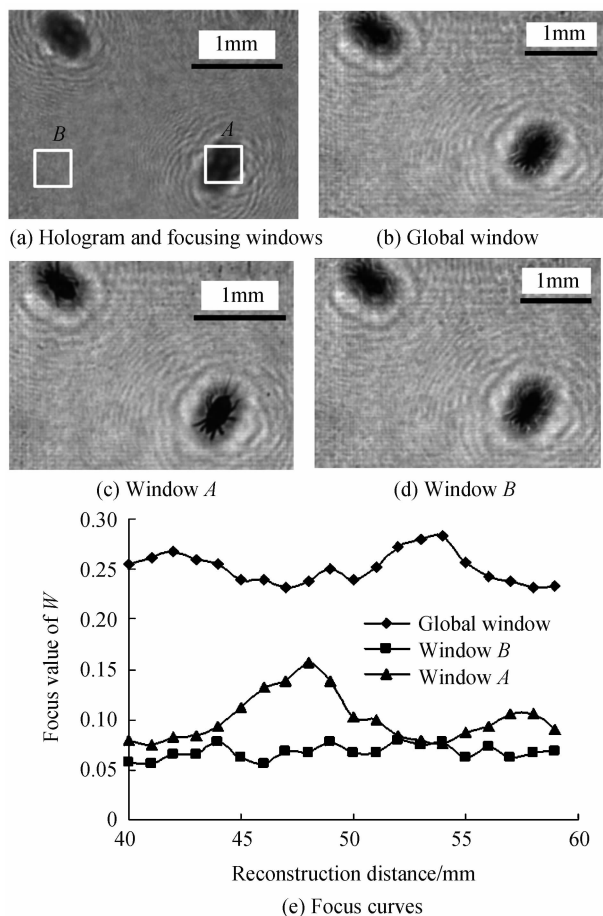 1mm
B
A
(a) Hologram and focusing windows
1mm
(b) Global window
1mm
(c) Window A
1mm
(d) Window B
0.30
0.25
0.20
0.15
0.10
0.05
0
Focus value of W
Global window
Window B
Window A
40 45 50 55 60
Reconstruction distance/mm
(e) Focus curves